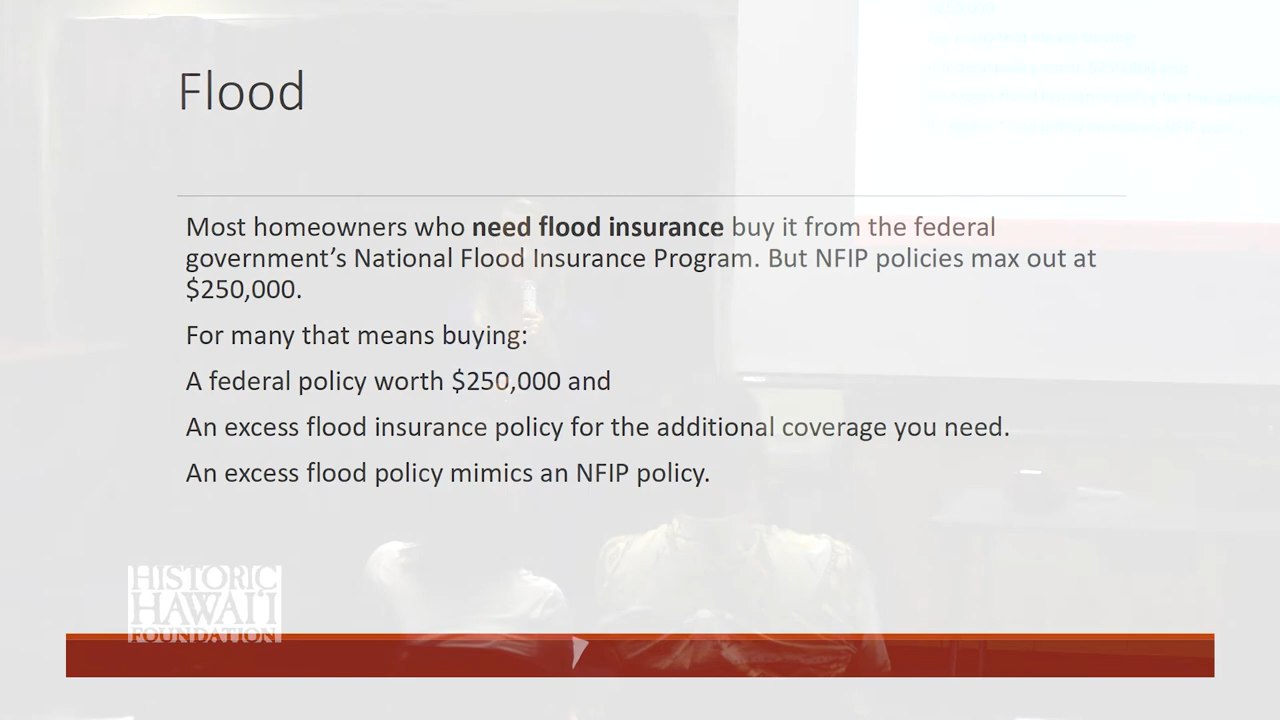 Flood
Most homeowners who need flood insurance buy it from the federal
government’s National Flood Insurance Program. But NFIP policies max out at
$250,000.
For many that means buying:
A federal policy worth $250,000 and
An excess flood insurance policy for the additional coverage you need.
An excess flood policy mimics an NFIP policy.
HISTORIC
HAWAI‘I
FOUNDATION